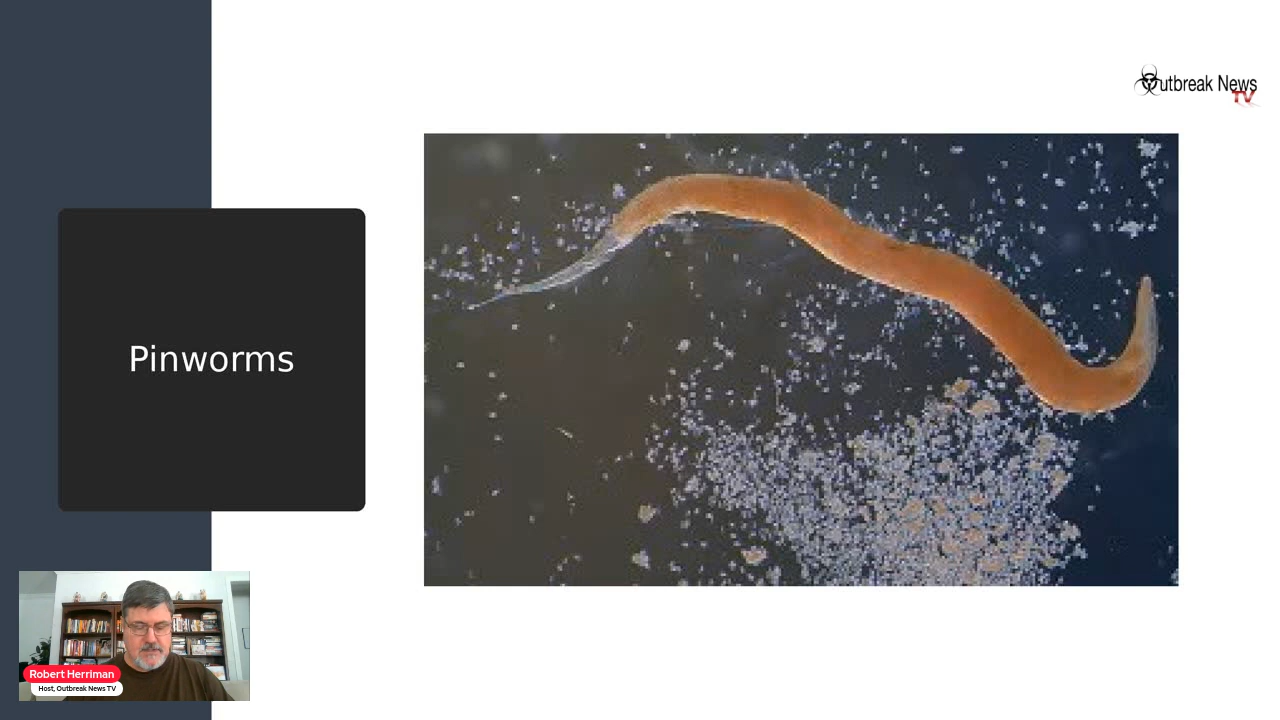 Outbreak News
TV
Pinworms
Robert Herriman
Host, Outbreak News TV